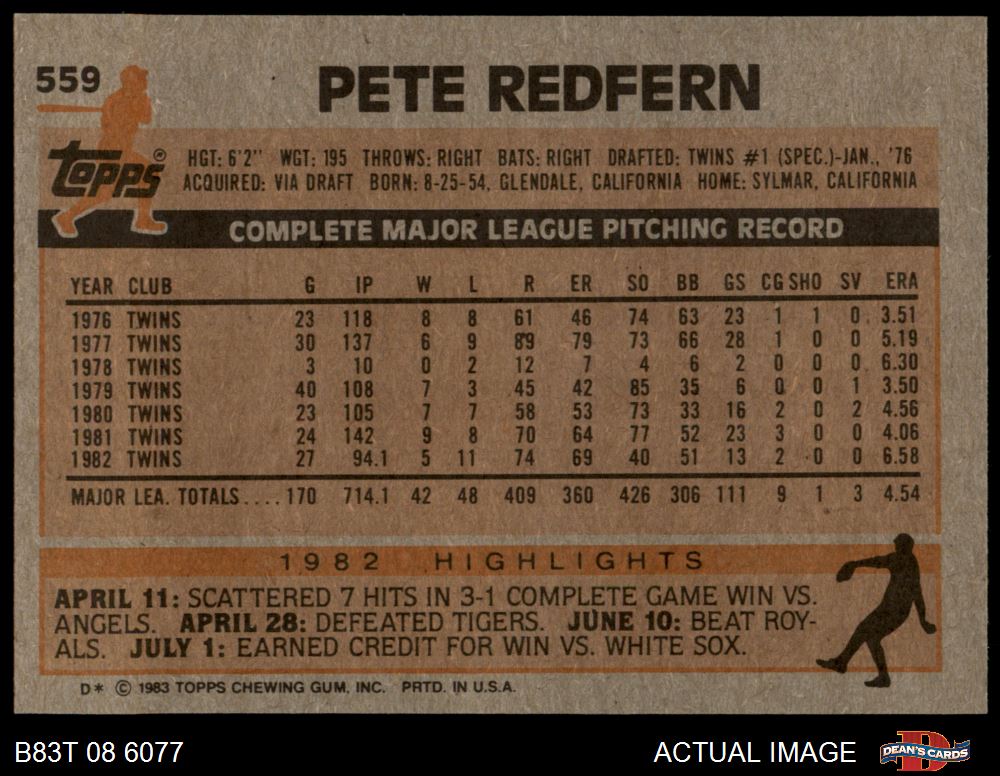 559
PETE REDFERN
Topps®
HGT: 6'2" WGT: 195 THROWS: RIGHT BATS: RIGHT DRAFTED: TWINS #1 (SPEC.)-JAN., '76
ACQUIRED: VIA DRAFT BORN: 8-25-54, GLENDALE, CALIFORNIA HOME: SYLMAR, CALIFORNIA
COMPLETE MAJOR LEAGUE PITCHING RECORD
YEAR CLUB G IP W L R ER SO BB GS CG SHO SV ERA
1976 TWINS 23 118 8 8 61 46 74 63 23 1 1 0 3.51
1977 TWINS 30 137 6 9 89 79 73 66 28 1 0 0 5.19
1978 TWINS 3 10 0 2 12 7 4 6 2 0 0 0 6.30
1979 TWINS 40 108 7 3 45 42 85 35 6 0 0 1 3.50
1980 TWINS 23 105 7 7 58 53 73 33 16 2 0 2 4.56
1981 TWINS 24 142 9 8 70 64 77 52 23 3 0 0 4.06
1982 TWINS 27 94.1 5 11 74 69 40 51 13 2 0 0 6.58
MAJOR LEA. TOTALS.... 170 714.1 42 48 409 360 426 306 111 9 1 3 4.54
1982 HIGHLIGHTS
APRIL 11: SCATTERED 7 HITS IN 3-1 COMPLETE GAME WIN VS.
ANGELS. APRIL 28: DEFEATED TIGERS. JUNE 10: BEAT ROY-
ALS. JULY 1: EARNED CREDIT FOR WIN VS. WHITE SOX.
D* © 1983 TOPPS CHEWING GUM, INC. PRTD. IN U.S.A.
B83T 08 6077
ACTUAL IMAGE
D
DEAN'S CARDS